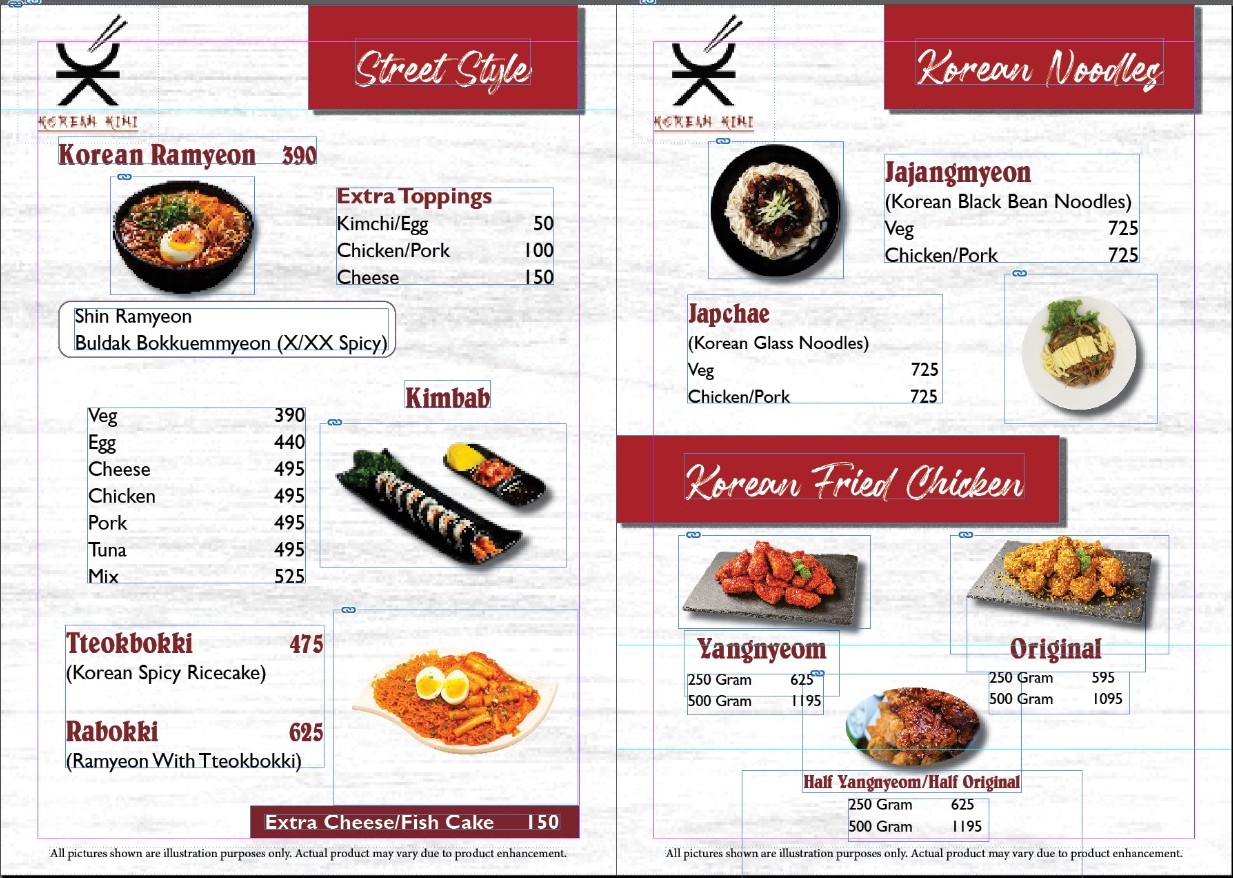 KOREAN KIMI
Street Style
Korean Ramyeon 390
Extra Toppings
Kimchi/Egg 50
Chicken/Pork 100
Cheese 150
Shin Ramyeon
Buldak Bokkuemmyeon (X/XX Spicy)
Kimbab
Veg 390
Egg 440
Cheese 495
Chicken 495
Pork 495
Tuna 495
Mix 525
Tteokbokki 475
(Korean Spicy Ricecake)
Rabokki 625
(Ramyeon With Tteokbokki)
Extra Cheese/Fish Cake 150
All pictures shown are illustration purposes only. Actual product may vary due to product enhancement.
KOREAN KIMI
Korean Noodles
Jajangmyeon
(Korean Black Bean Noodles)
Veg 725
Chicken/Pork 725
Japchae
(Korean Glass Noodles)
Veg 725
Chicken/Pork 725
Korean Fried Chicken
Yangnyeom
250 Gram 625
500 Gram 1195
Original
250 Gram 595
500 Gram 1095
Half Yangnyeom/Half Original
250 Gram 625
500 Gram 1195
All pictures shown are illustration purposes only. Actual product may vary due to product enhancement.